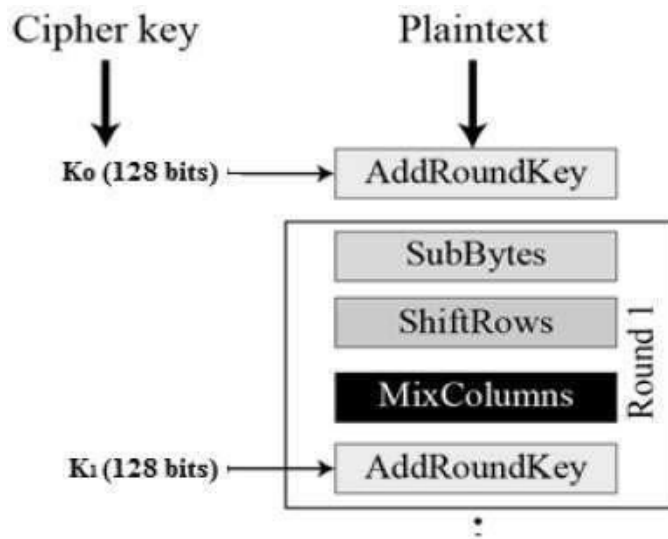 Cipher key
Plaintext
K0 (128 bits)
AddRoundKey
SubBytes
ShiftRows
MixColumns
Round 1
K1 (128 bits)
AddRoundKey